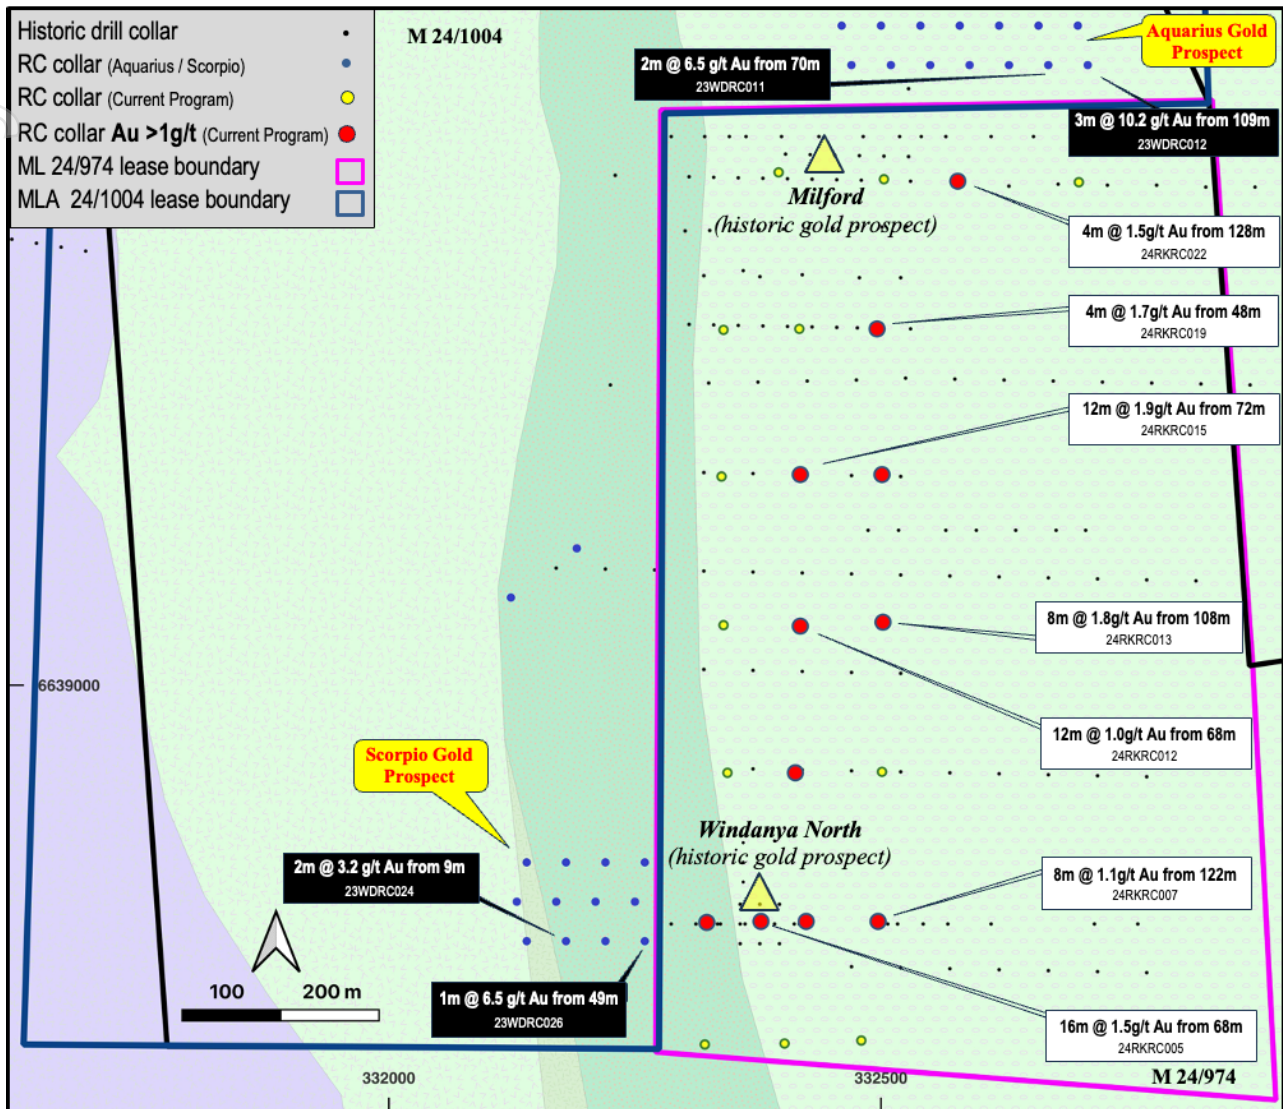 Historic drill collar
RC collar (Aquarius / Scorpio)
RC collar (Current Program)
RC collar Au >1g/t (Current Program)
ML 24/974 lease boundary
MLA 24/1004 lease boundary
M 24/1004
Aquarius Gold
Prospect
2m @ 6.5 g/t Au from 70m
23WDRC011
3m @ 10.2 g/t Au from 109m
23WDRC012
Milford
(historic gold prospect)
4m @ 1.5g/t Au from 128m
24RKRC022
4m @ 1.7g/t Au from 48m
24RKRC019
12m @ 1.9g/t Au from 72m
24RKRC015
8m @ 1.8g/t Au from 108m
24RKRC013
6639000
12m @ 1.0g/t Au from 68m
24RKRC012
Scorpio Gold
Prospect
Windanya North
(historic gold prospect)
2m @ 3.2 g/t Au from 9m
23WDRC024
8m @ 1.1g/t Au from 122m
24RKRC007
100 200 m
1m @ 6.5 g/t Au from 49m
23WDRC026
16m @ 1.5g/t Au from 68m
24RKRC005
332000
332500
M 24/974